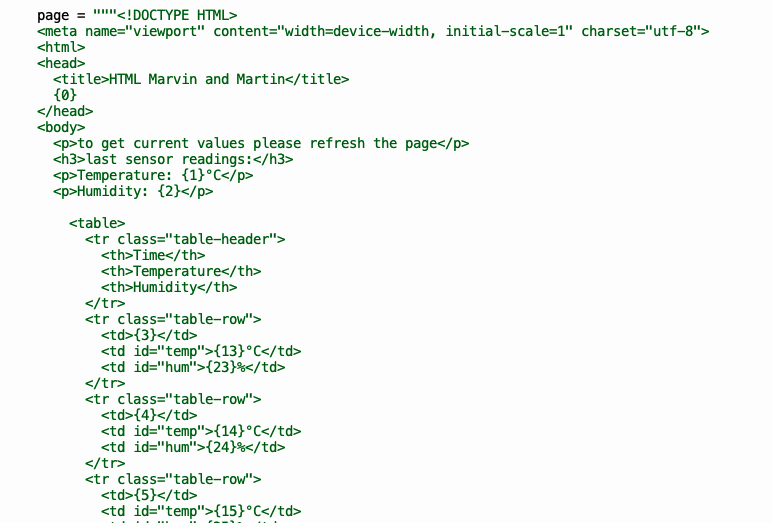 page = """<!DOCTYPE HTML>
<meta name="viewport" content="width=device-width, initial-scale=1" charset="utf-8">
<html>
<head>
<title>HTML Marvin and Martin</title>
{0}
</head>
<body>
<p>to get current values please refresh the page</p>
<h3>last sensor readings:</h3>
<p>Temperature: {1}°C</p>
<p>Humidity: {2}</p>
<table>
<tr class="table-header">
<th>Time</th>
<th>Temperature</th>
<th>Humidity</th>
</tr>
<tr class="table-row">
<td>{3}</td>
<td id="temp">{13}°C</td>
<td id="hum">{23}%</td>
</tr>
<tr class="table-row">
<td>{4}</td>
<td id="temp">{14}°C</td>
<td id="hum">{24}%</td>
</tr>
<tr class="table-row">
<td>{5}</td>
<td id="temp">{15}°C</td>